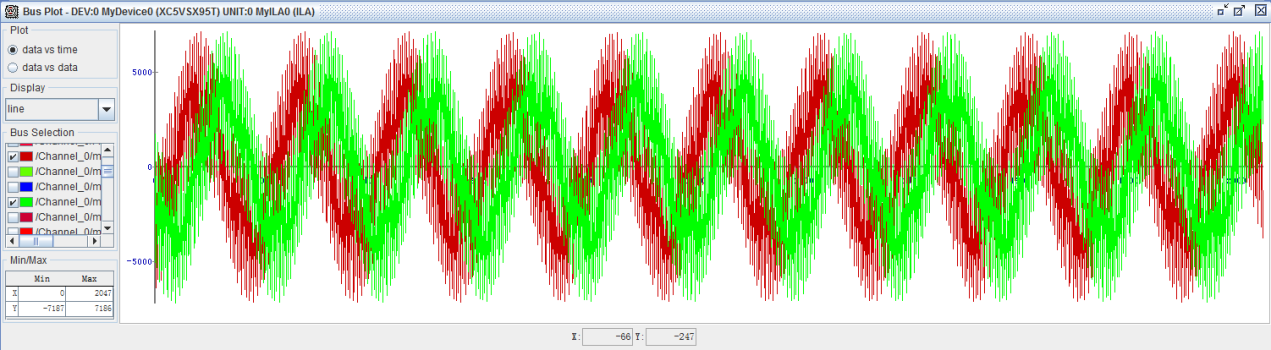 Bus Plot - DEV:0 MyDevice0 (XC5VSX95T) UNIT:0 MyILA0 (ILA)
Plot
data vs time
data vs data
Display
line
Bus Selection
/Channel_0/m
/Channel_0/m
/Channel_0/m
/Channel_0/m
/Channel_0/m
/Channel_0/m
/Channel_0/m
Min/Max
Min Max
X 0 2047
Y -7187 7186
5000
0
-5000
X: -66 Y: -247